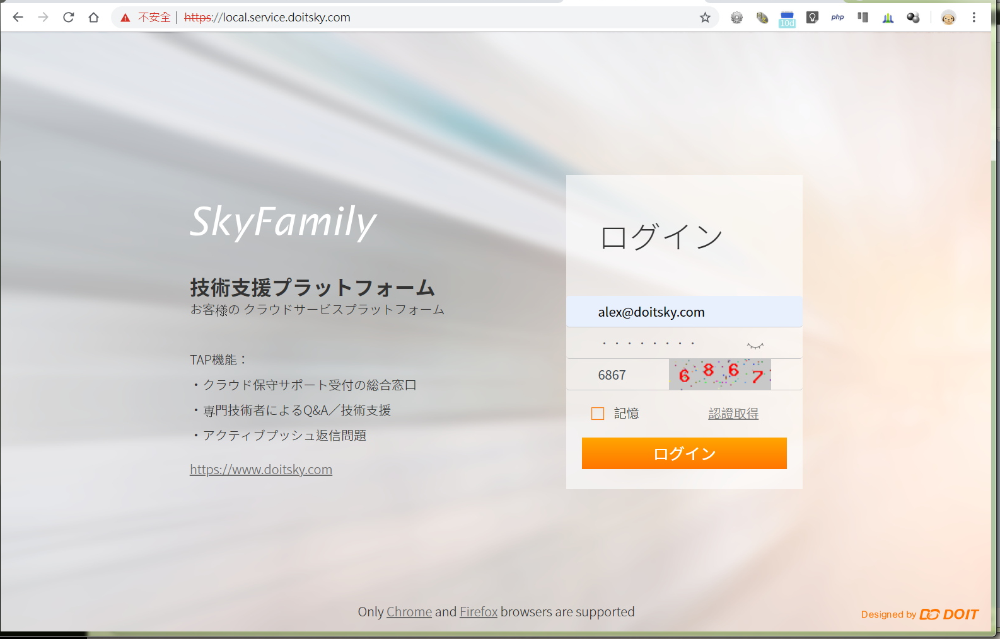 不安全 | https://local.service.doitsky.com
10d
php
SkyFamily
技術支援プラットフォーム
お客様の クラウドサービスプラットフォーム
TAP機能：
・クラウド保守サポート受付の総合窓口
・専門技術者によるQ&A／技術支援
・アクティブプッシュ返信問題
https://www.doitsky.com
ログイン
alex@doitsky.com
6867
6867
記憶
認證取得
ログイン
Only Chrome and Firefox browsers are supported
Designed by DOIT